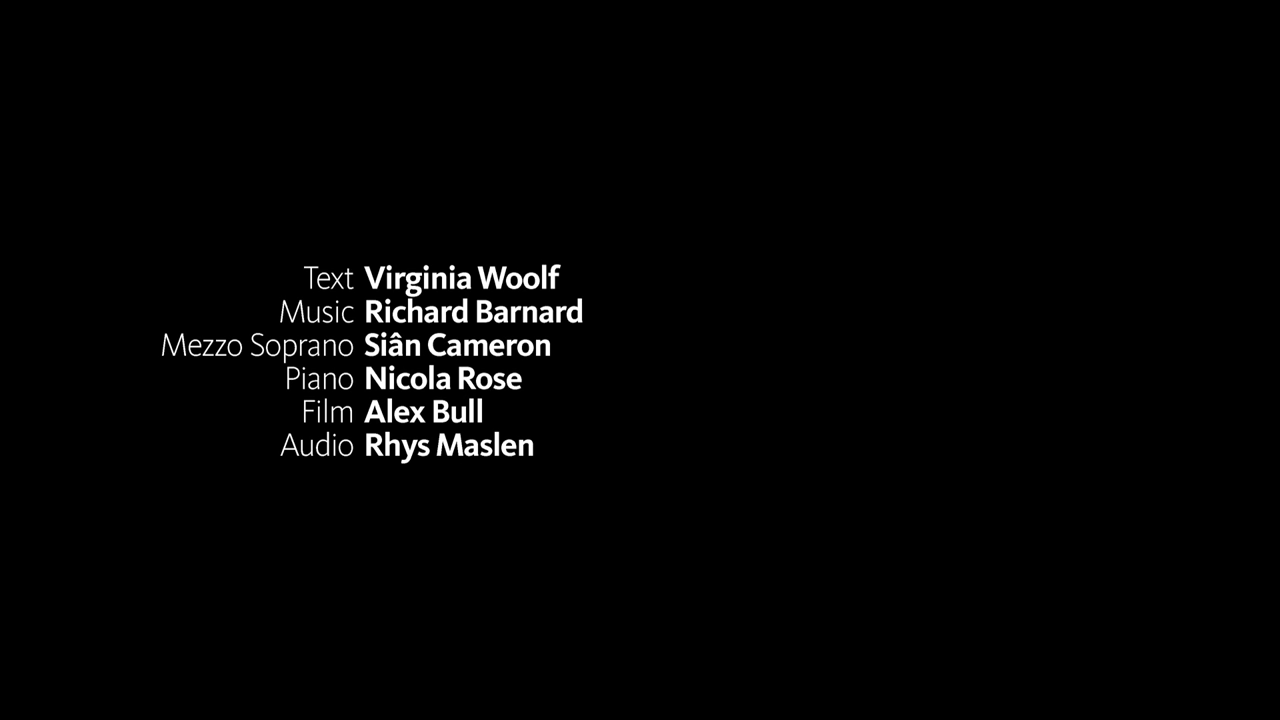 Text Virginia Woolf
Music Richard Barnard
Mezzo Soprano Siân Cameron
Piano Nicola Rose
Film Alex Bull
Audio Rhys Maslen